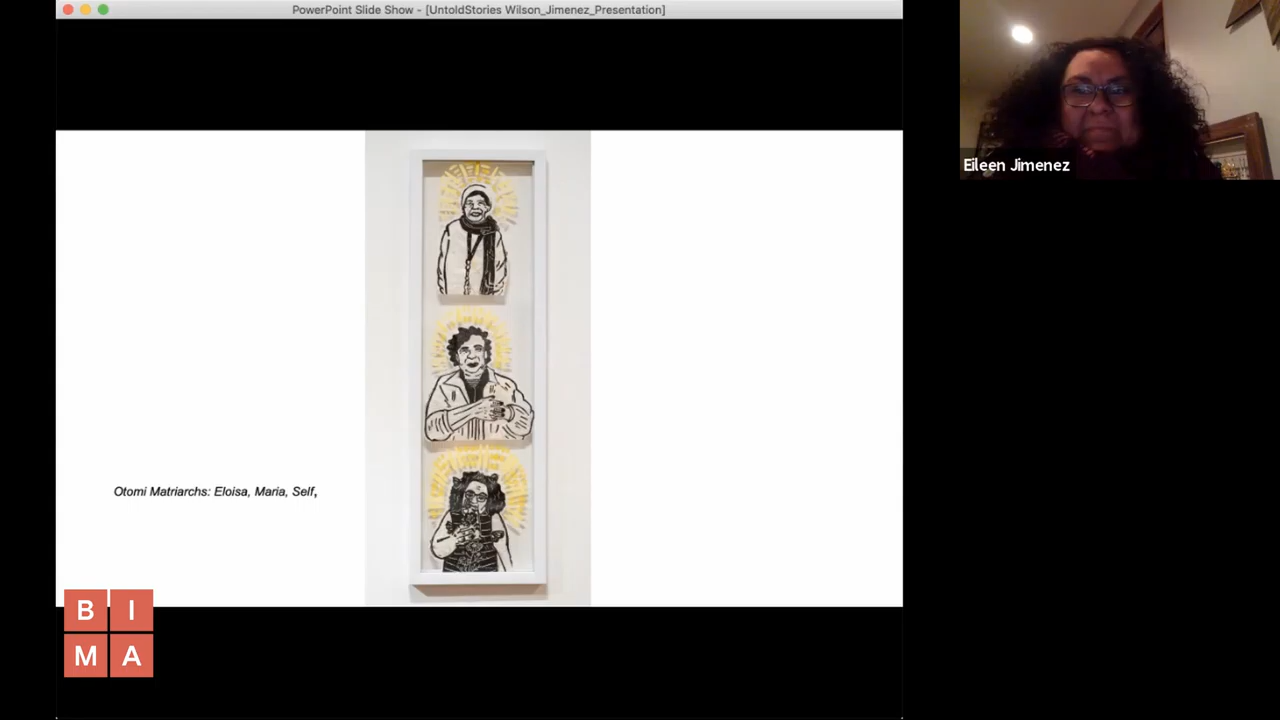 PowerPoint Slide Show - [UntoldStories Wilson_Jimenez_Presentation]
Eileen Jimenez
Otomi Matriarchs: Eloisa, Maria, Self,
B I
M A